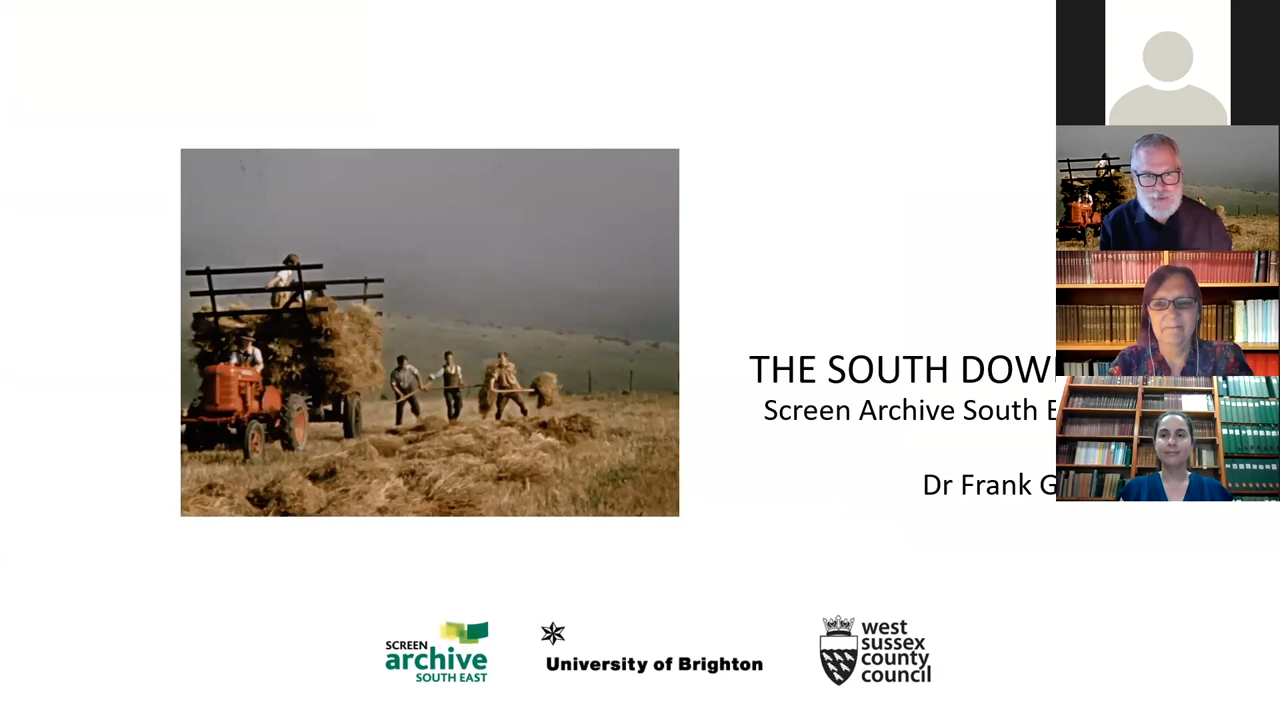 THE SOUTH DOW
Screen Archive South E
Dr Frank G
SCREEN
archive
SOUTH EAST
University of Brighton
west
sussex
county
council